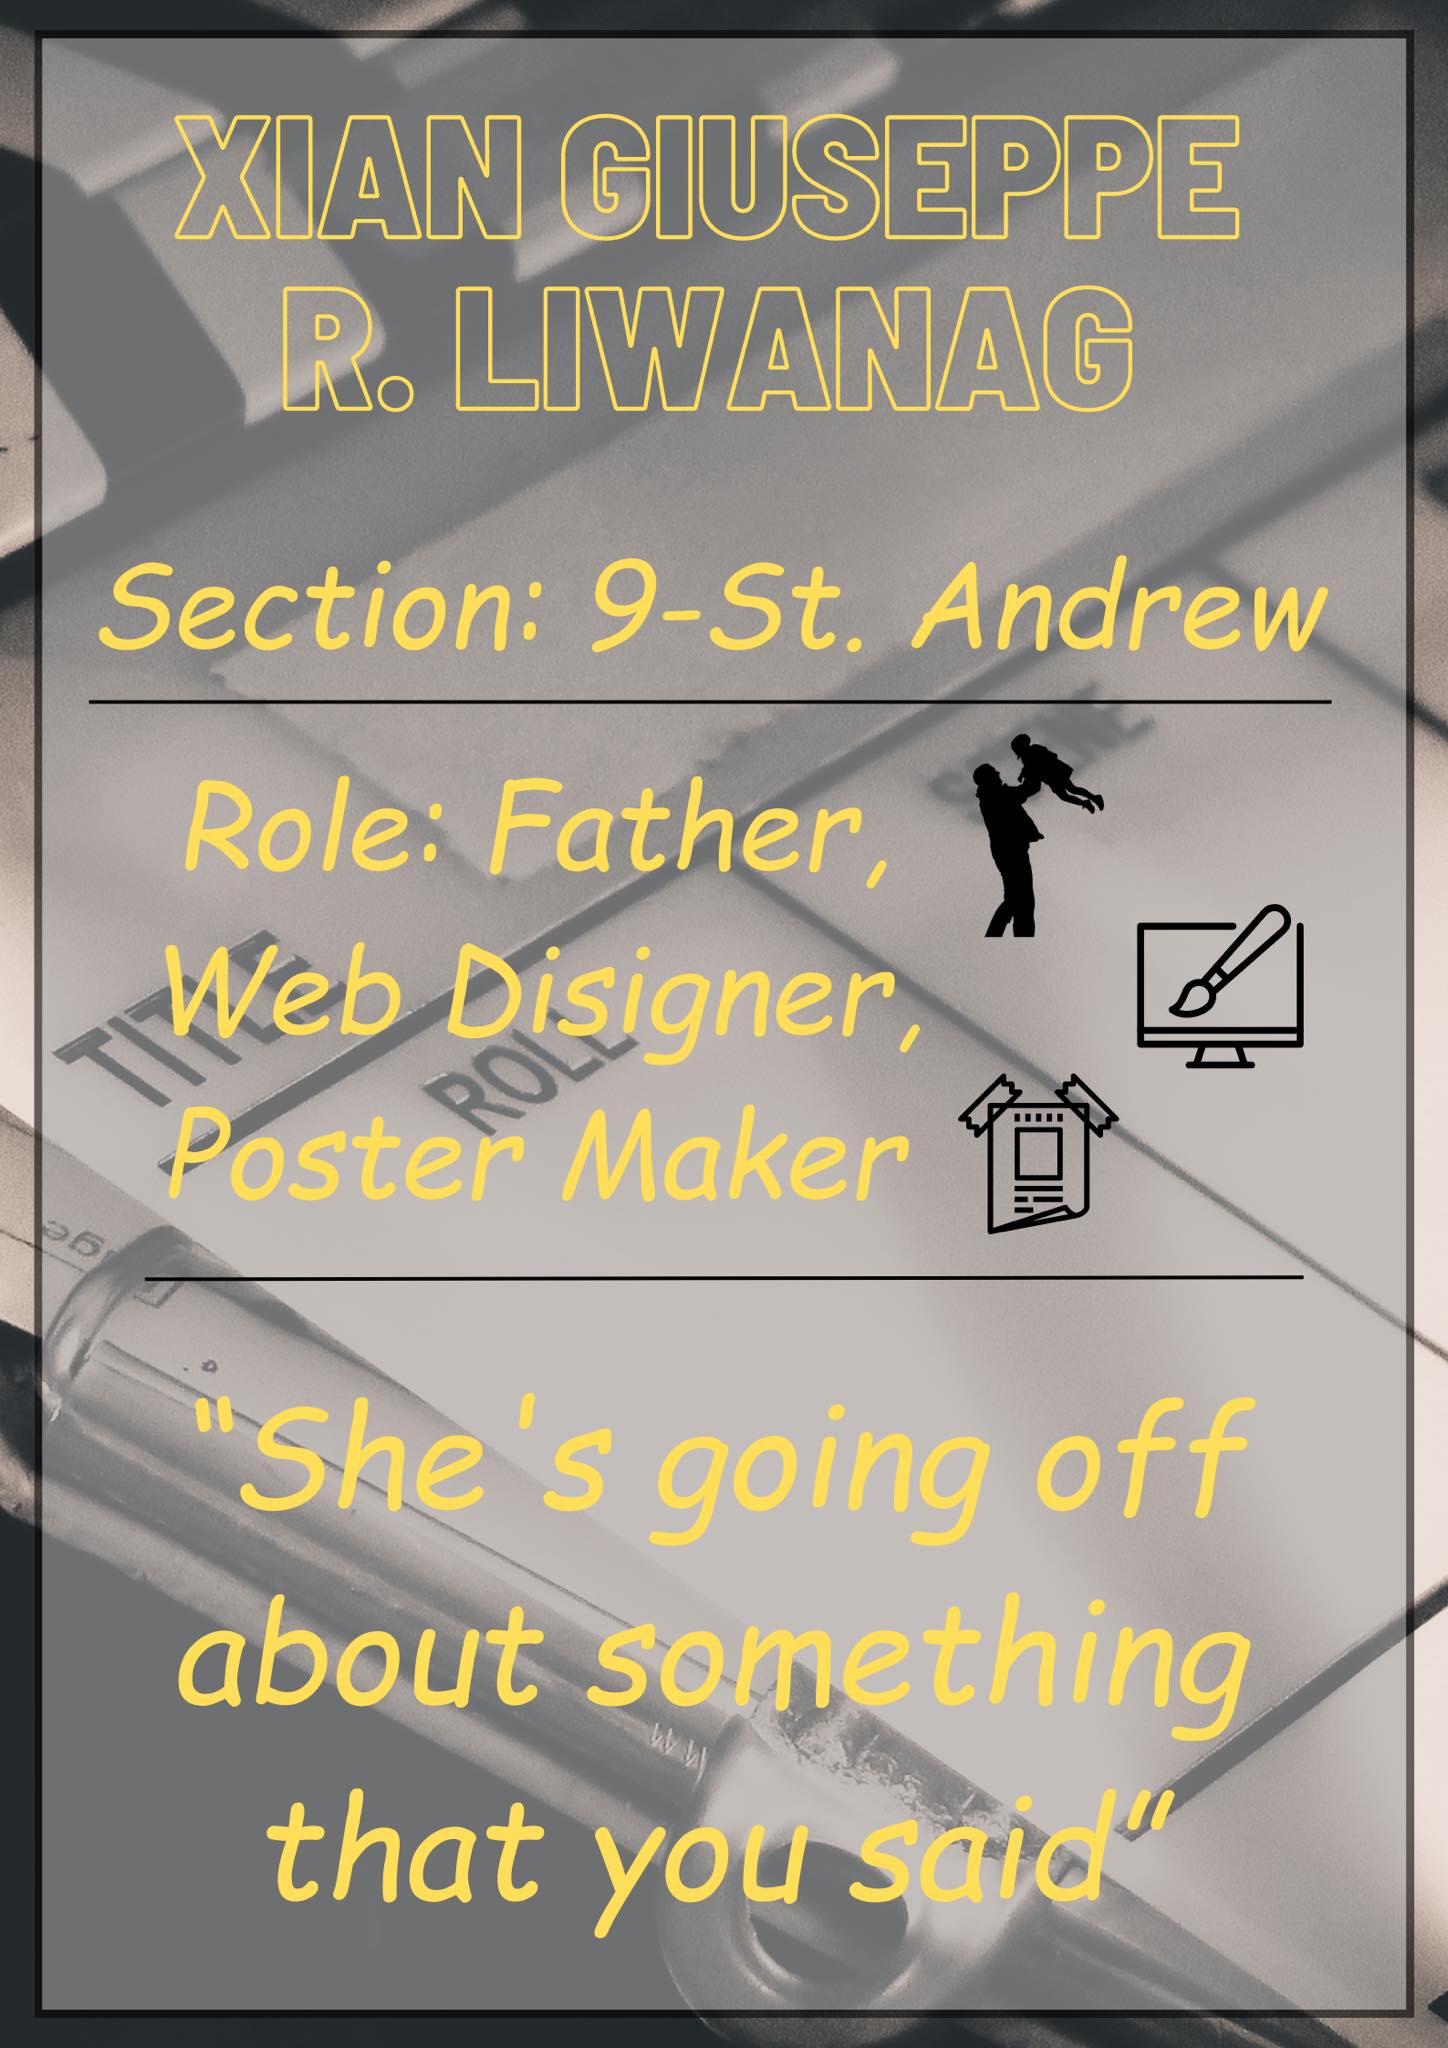 XIAN GIUSEPPE
R. LIWANAG
Section: 9-St. Andrew
SCENE
Role: Father,
Web Disigner,
TITLE
ROLL
Poster Maker
“She's going off
about something
that you said”